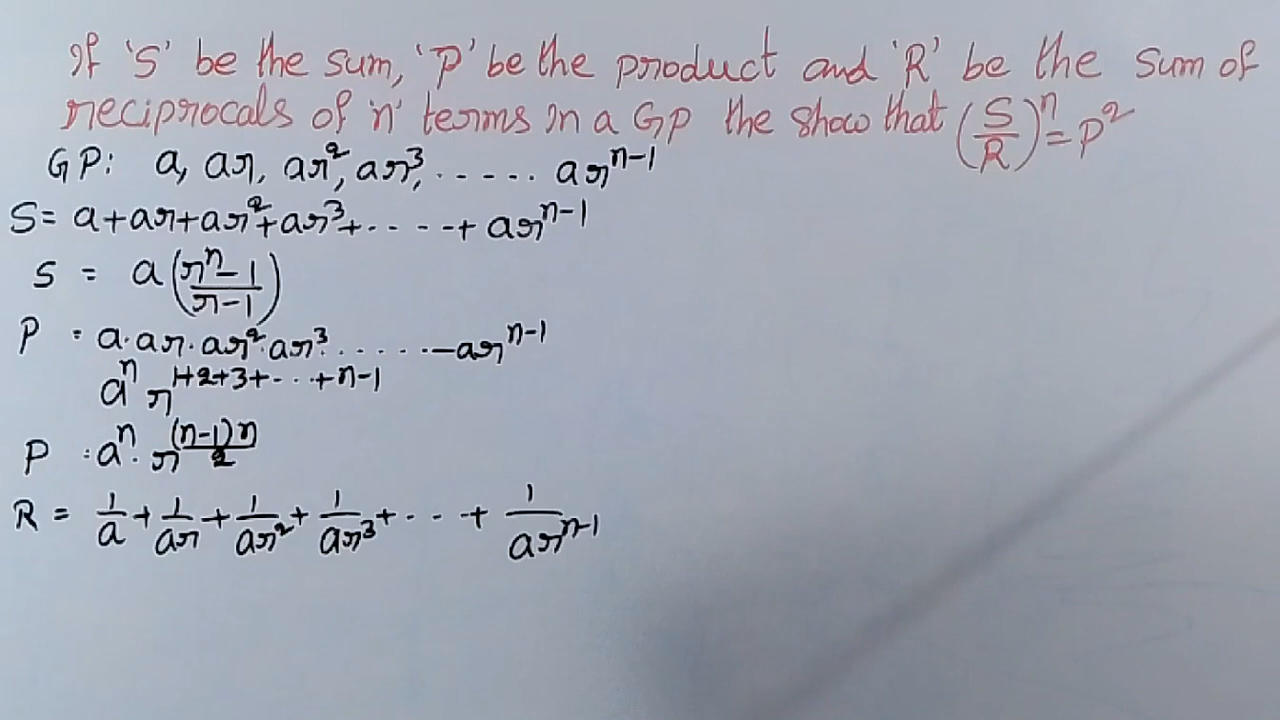 If 'S' be the sum, 'P' be the product and 'R' be the sum of
reciprocals of 'n' terms in a GP the show that (S/R)^n = P^2
GP: a, ar, ar^2, ar^3, ...... ar^(n-1)
S = a+ar+ar^2+ar^3+.....+ ar^(n-1)
S = a((r^n-1)/(r-1))
P = a.ar.ar^2.ar^3.......-ar^(n-1)
a^n r^(1+2+3+...+n-1)
P = a^n. r^((n-1)n/2)
R = 1/a + 1/ar + 1/ar^2 + 1/ar^3 + ... + 1/ar^(n-1)